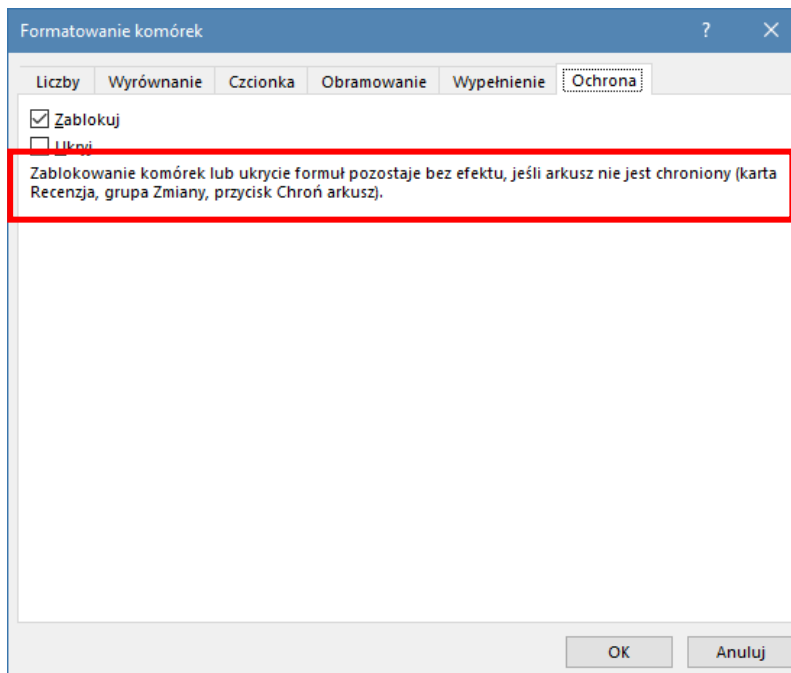 Formatowanie komórek
Liczby Wyrównanie Czcionka Obramowanie Wypełnienie Ochrona
Zablokuj
Ukryj
Zablokowanie komórek lub ukrycie formuł pozostaje bez efektu, jeśli arkusz nie jest chroniony (karta
Recenzja, grupa Zmiany, przycisk Chroń arkusz).
OK Anuluj